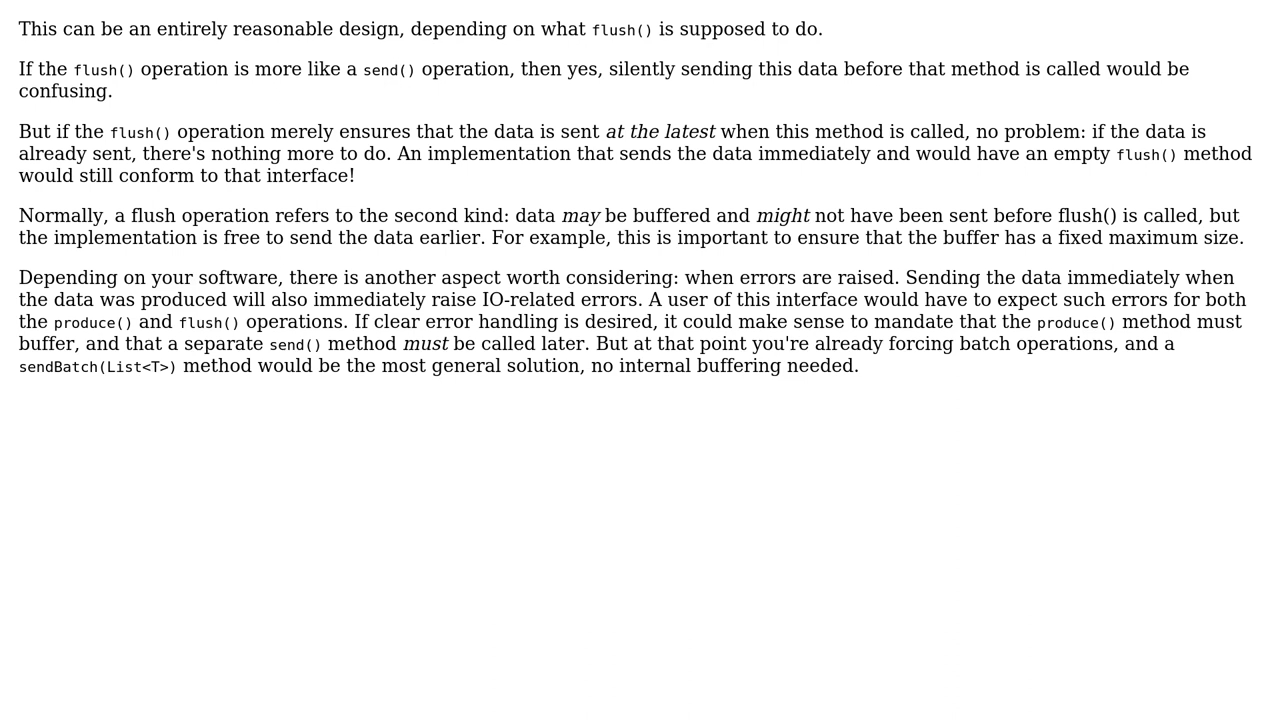 This can be an entirely reasonable design, depending on what flush() is supposed to do.
If the flush() operation is more like a send() operation, then yes, silently sending this data before that method is called would be
confusing.
But if the flush() operation merely ensures that the data is sent at the latest when this method is called, no problem: if the data is
already sent, there's nothing more to do. An implementation that sends the data immediately and would have an empty flush() method
would still conform to that interface!
Normally, a flush operation refers to the second kind: data may be buffered and might not have been sent before flush() is called, but
the implementation is free to send the data earlier. For example, this is important to ensure that the buffer has a fixed maximum size.
Depending on your software, there is another aspect worth considering: when errors are raised. Sending the data immediately when
the data was produced will also immediately raise IO-related errors. A user of this interface would have to expect such errors for both
the produce() and flush() operations. If clear error handling is desired, it could make sense to mandate that the produce() method must
buffer, and that a separate send() method must be called later. But at that point you're already forcing batch operations, and a
sendBatch(List<T>) method would be the most general solution, no internal buffering needed.